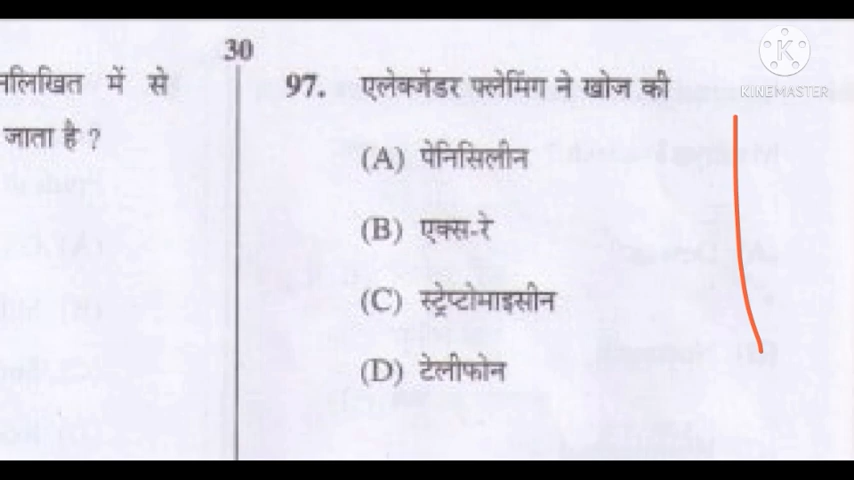 30
नलिखित में से
जाता है ?
97. एलेक्जेंडर फ्लेमिंग ने खोज की
(A) पेनिसिलीन
(B) एक्स-रे
(C) स्ट्रेप्टोमाइसीन
(D) टेलीफोन
KINEMASTER